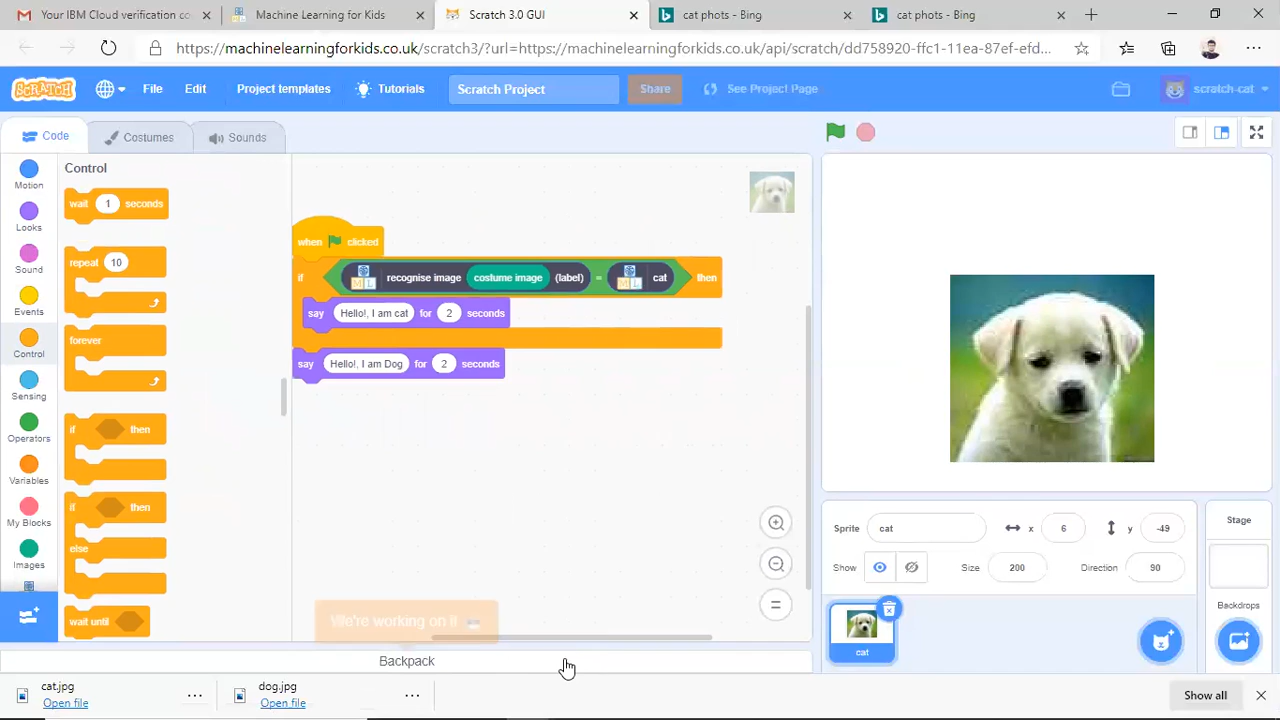 Your IBM Cloud verification co
Machine Learning for Kids
Scratch 3.0 GUI
cat phots - Bing
cat phots - Bing
https://machinelearningforkids.co.uk/scratch3/?url=https://machinelearningforkids.co.uk/api/scratch/dd758920-ffc1-11ea-87ef-efd...
SCRATCH
File
Edit
Project templates
Tutorials
Scratch Project
Share
See Project Page
scratch-cat
Code
Costumes
Sounds
Motion
Looks
Sound
Events
Control
Sensing
Operators
Variables
My Blocks
Images
Control
wait 1 seconds
repeat 10
forever
if then
if then
else
wait until
when clicked
if ML recognise image costume image (label) = ML cat then
say Hello!, I am cat for 2 seconds
say Hello!, I am Dog for 2 seconds
We're working on it
Backpack
Sprite cat x 6 y -49
Show Size 200 Direction 90
cat
Stage
Backdrops
cat.jpg
Open file
dog.jpg
Open file
Show all